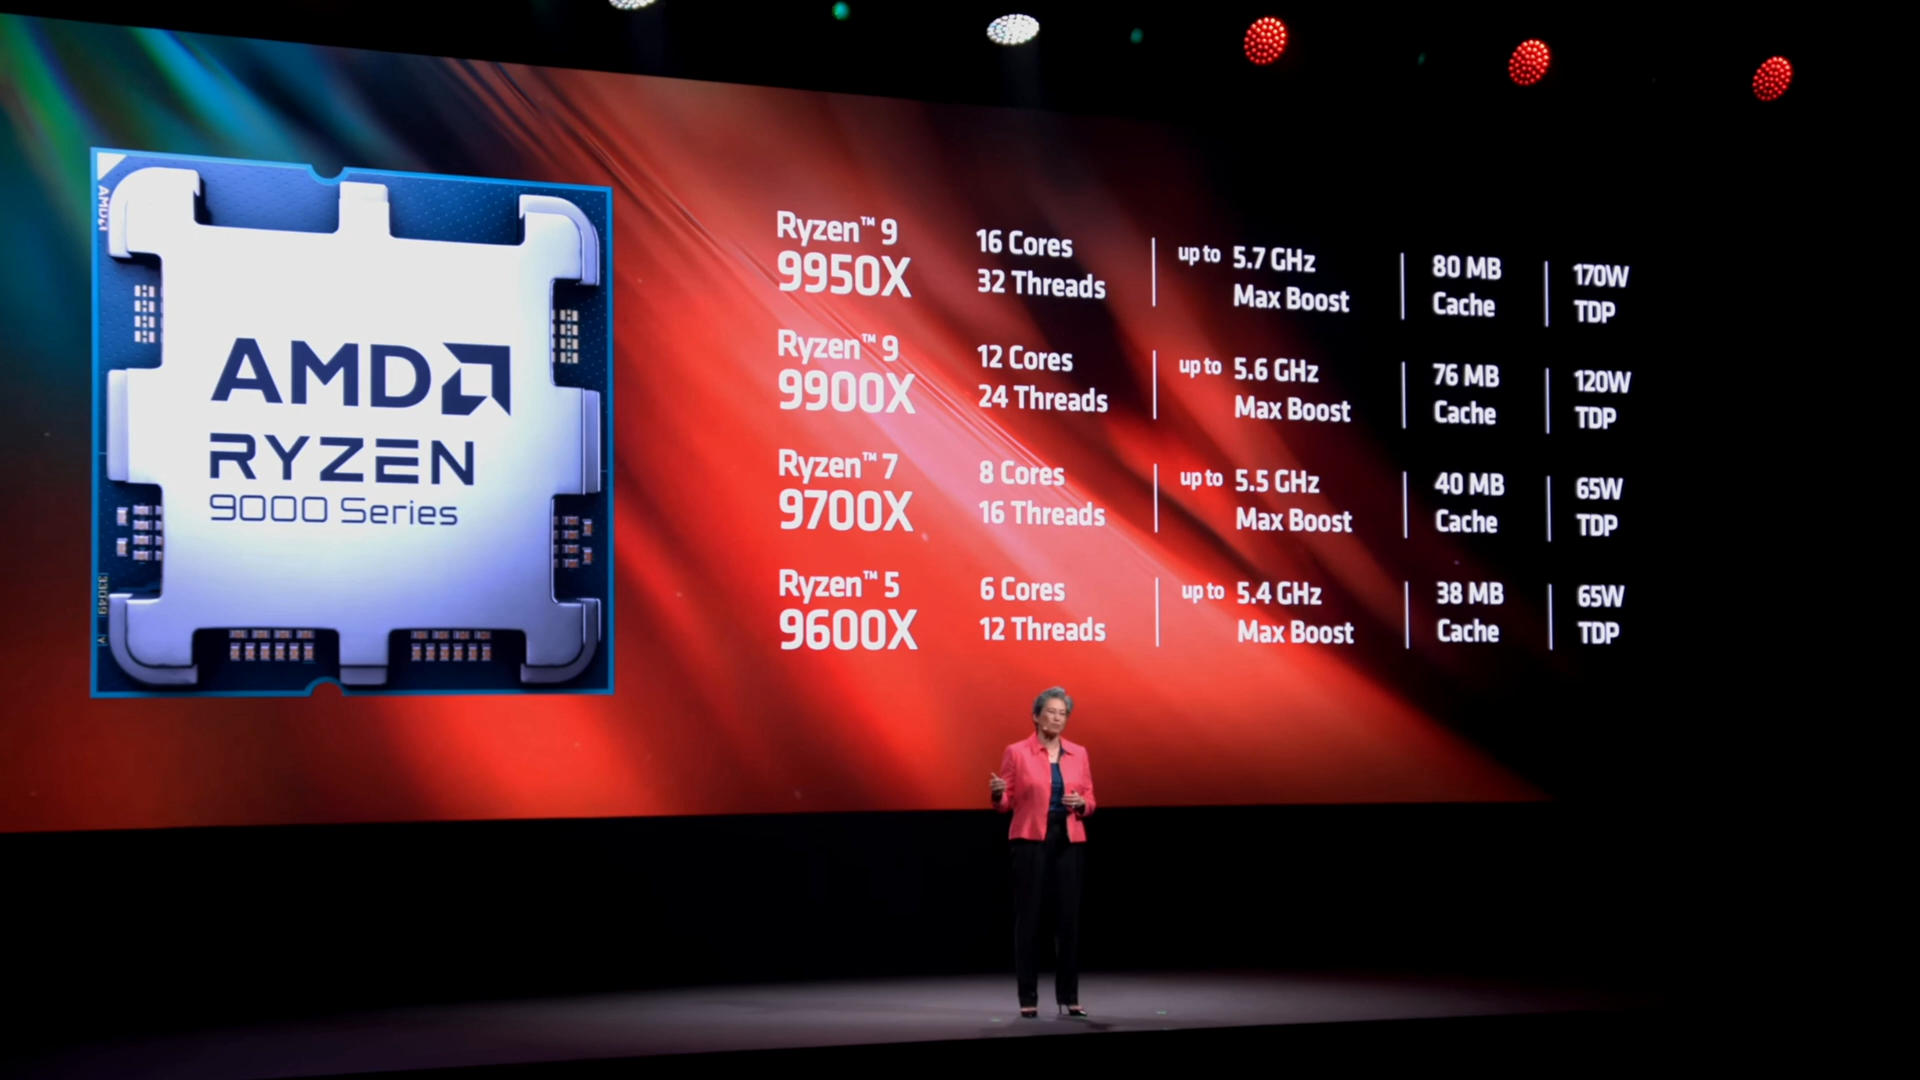 AMD
AMD
RYZEN
9000 Series
Ryzen™ 9
9950X
16 Cores
32 Threads
up to 5.7 GHz
Max Boost
80 MB
Cache
170W
TDP
Ryzen™ 9
9900X
12 Cores
24 Threads
up to 5.6 GHz
Max Boost
76 MB
Cache
120W
TDP
Ryzen™ 7
9700X
8 Cores
16 Threads
up to 5.5 GHz
Max Boost
40 MB
Cache
65W
TDP
Ryzen™ 5
9600X
6 Cores
12 Threads
up to 5.4 GHz
Max Boost
38 MB
Cache
65W
TDP